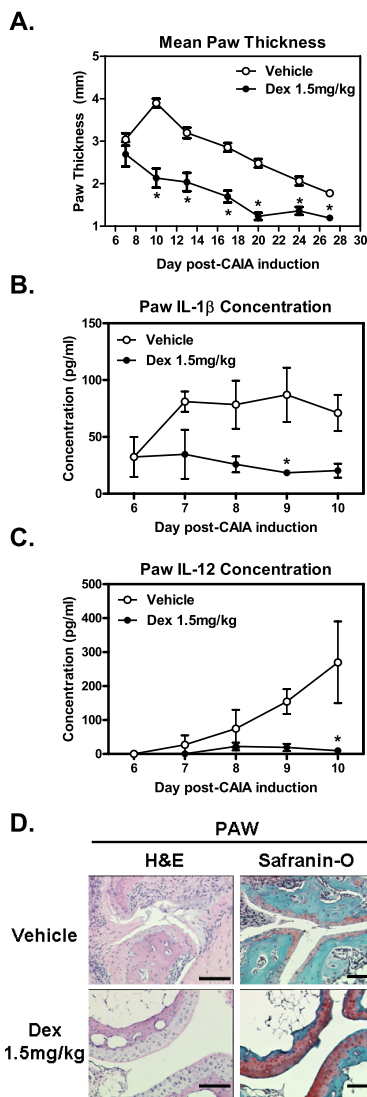 A.
Mean Paw Thickness
Vehicle
Dex 1.5mg/kg
Paw Thickness (mm)
5
4
3
2
1
* * * * * *
6 8 10 12 14 16 18 20 22 24 26 28 30
Day post-CAIA induction
B.
Paw IL-1β Concentration
Vehicle
Dex 1.5mg/kg
Concentration (pg/ml)
150
100
50
0
*
6 7 8 9 10
Day post-CAIA induction
C.
Paw IL-12 Concentration
Vehicle
Dex 1.5mg/kg
Concentration (pg/ml)
500
400
300
200
100
0
*
6 7 8 9 10
Day post-CAIA induction
D.
PAW
H&E Safranin-O
Vehicle
Dex
1.5mg/kg